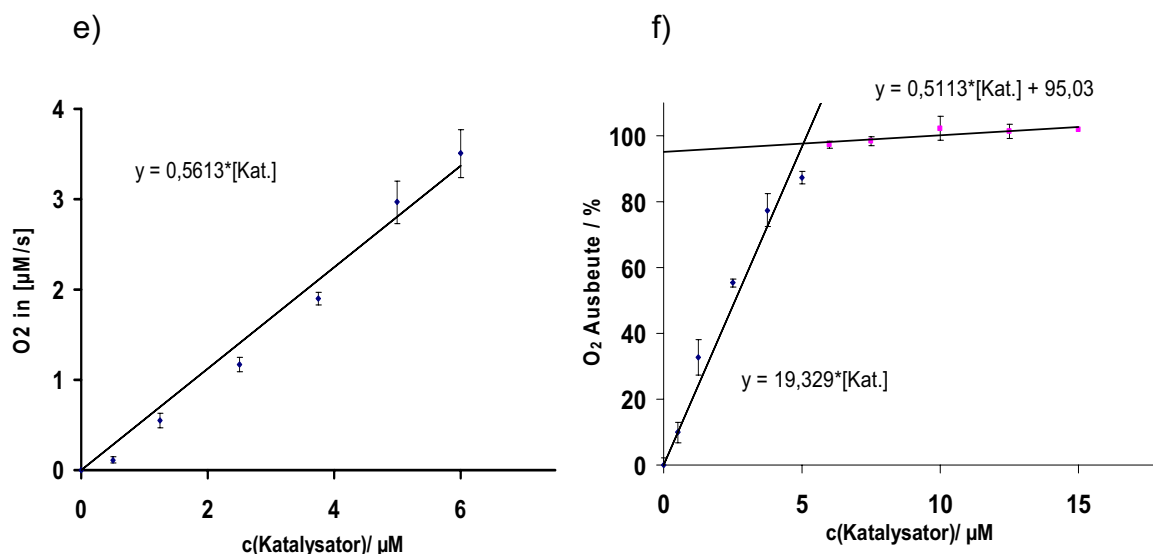 e)
O2 in [µM/s]
4
3
2
1
0
y = 0,5613*[Kat.]
0 2 4 6
c(Katalysator)/ µM
f)
O₂ Ausbeute / %
100
80
60
40
20
0
y = 0,5113*[Kat.] + 95,03
y = 19,329*[Kat.]
0 5 10 15
c(Katalysator)/ µM